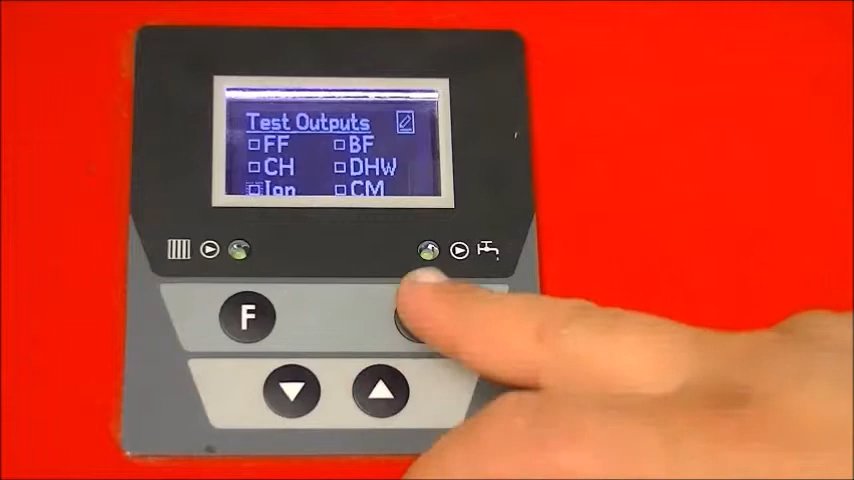 Test Outputs
FF BF
CH DHW
Ion CM
F